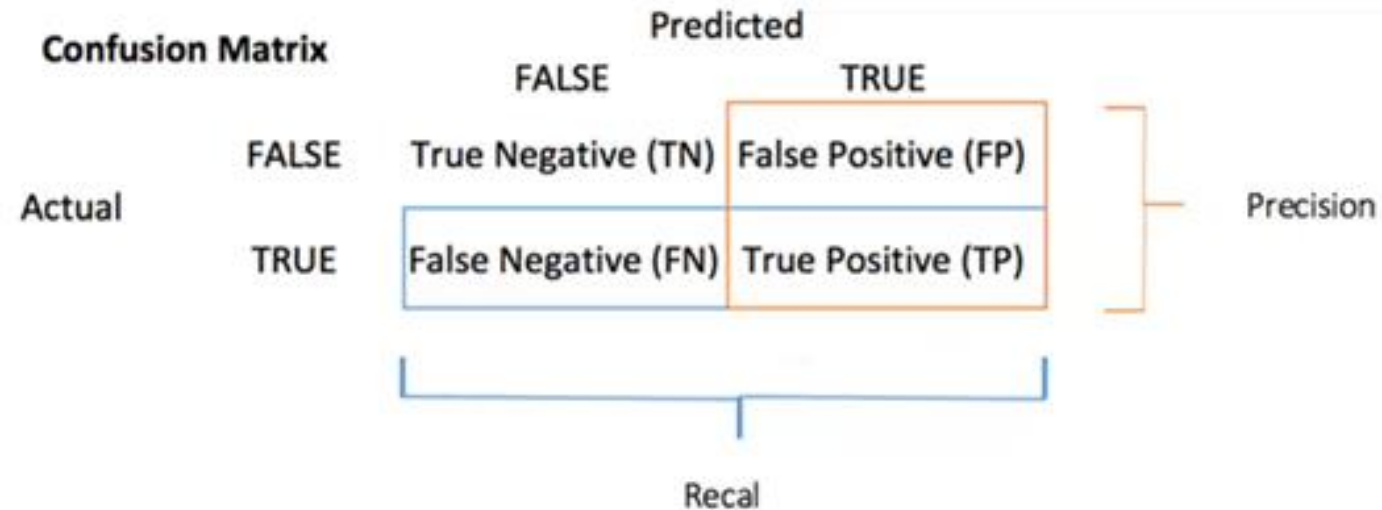 Predicted
Confusion Matrix
FALSE TRUE
FALSE True Negative (TN) False Positive (FP)
Actual
Precision
TRUE False Negative (FN) True Positive (TP)
Recal